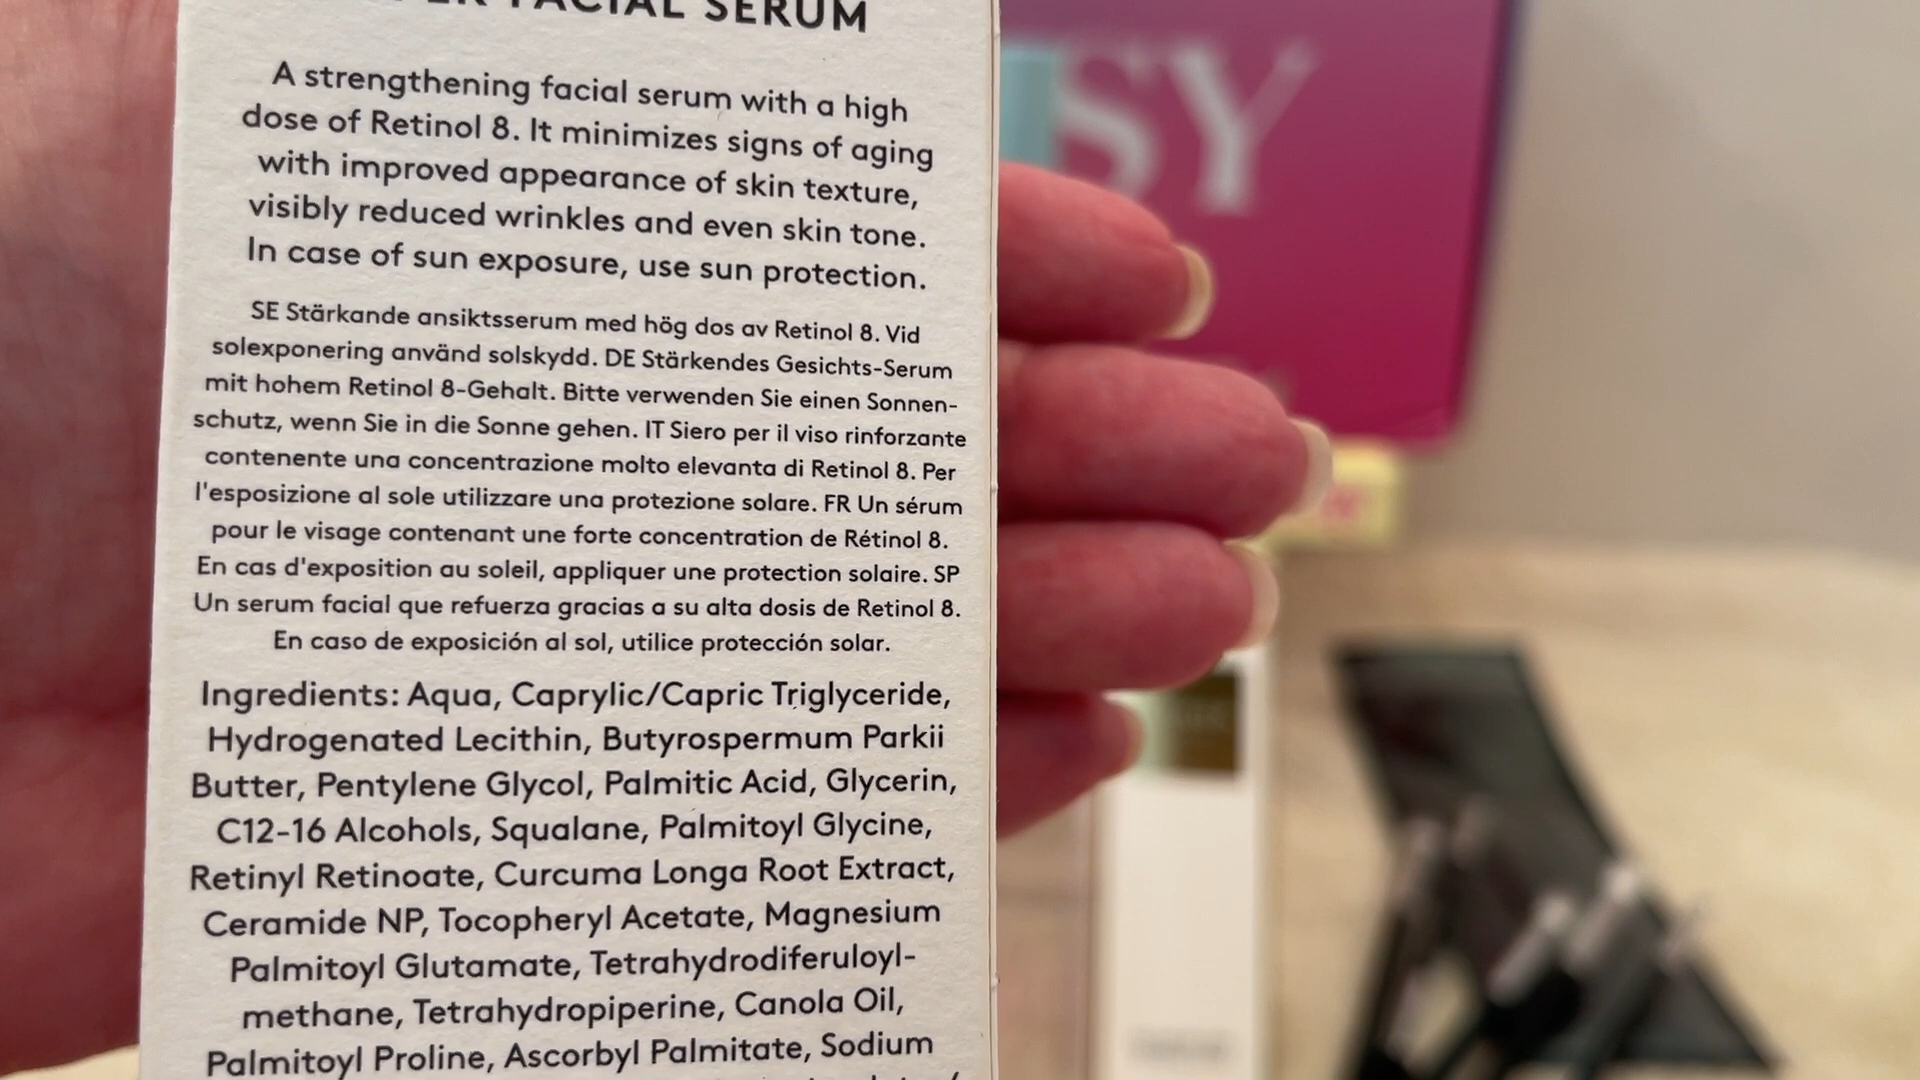 FACIAL SERUM
A strengthening facial serum with a high
dose of Retinol 8. It minimizes signs of aging
with improved appearance of skin texture,
visibly reduced wrinkles and even skin tone.
In case of sun exposure, use sun protection.
SE Stärkande ansiktsserum med hög dos av Retinol 8. Vid
solexponering använd solskydd. DE Stärkendes Gesichts-Serum
mit hohem Retinol 8-Gehalt. Bitte verwenden Sie einen Sonnen-
schutz, wenn Sie in die Sonne gehen. IT Siero per il viso rinforzante
contenente una concentrazione molto elevanta di Retinol 8. Per
l'esposizione al sole utilizzare una protezione solare. FR Un sérum
pour le visage contenant une forte concentration de Rétinol 8.
En cas d'exposition au soleil, appliquer une protection solaire. SP
Un serum facial que refuerza gracias a su alta dosis de Retinol 8.
En caso de exposición al sol, utilice protección solar.
Ingredients: Aqua, Caprylic/Capric Triglyceride,
Hydrogenated Lecithin, Butyrospermum Parkii
Butter, Pentylene Glycol, Palmitic Acid, Glycerin,
C12-16 Alcohols, Squalane, Palmitoyl Glycine,
Retinyl Retinoate, Curcuma Longa Root Extract,
Ceramide NP, Tocopheryl Acetate, Magnesium
Palmitoyl Glutamate, Tetrahydrodiferuloyl-
methane, Tetrahydropiperine, Canola Oil,
Palmitoyl Proline, Ascorbyl Palmitate, Sodium
SY